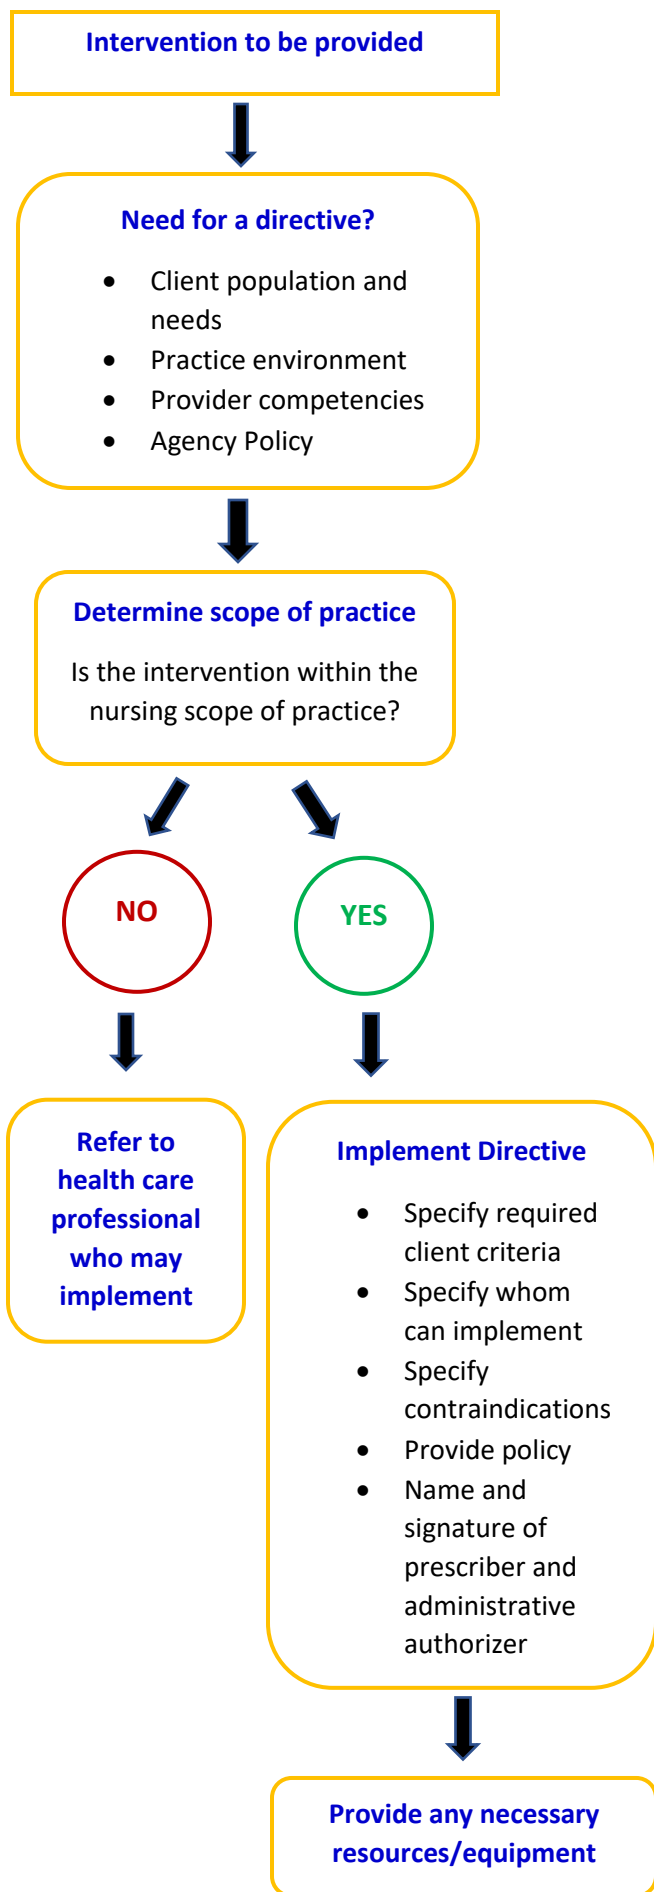 Intervention to be provided
Need for a directive?
• Client population and
needs
• Practice environment
• Provider competencies
• Agency Policy
Determine scope of practice
Is the intervention within the
nursing scope of practice?
NO
YES
Refer to
health care
professional
who may
implement
Implement Directive
• Specify required
client criteria
• Specify whom
can implement
• Specify
contraindications
• Provide policy
• Name and
signature of
prescriber and
administrative
authorizer
Provide any necessary
resources/equipment